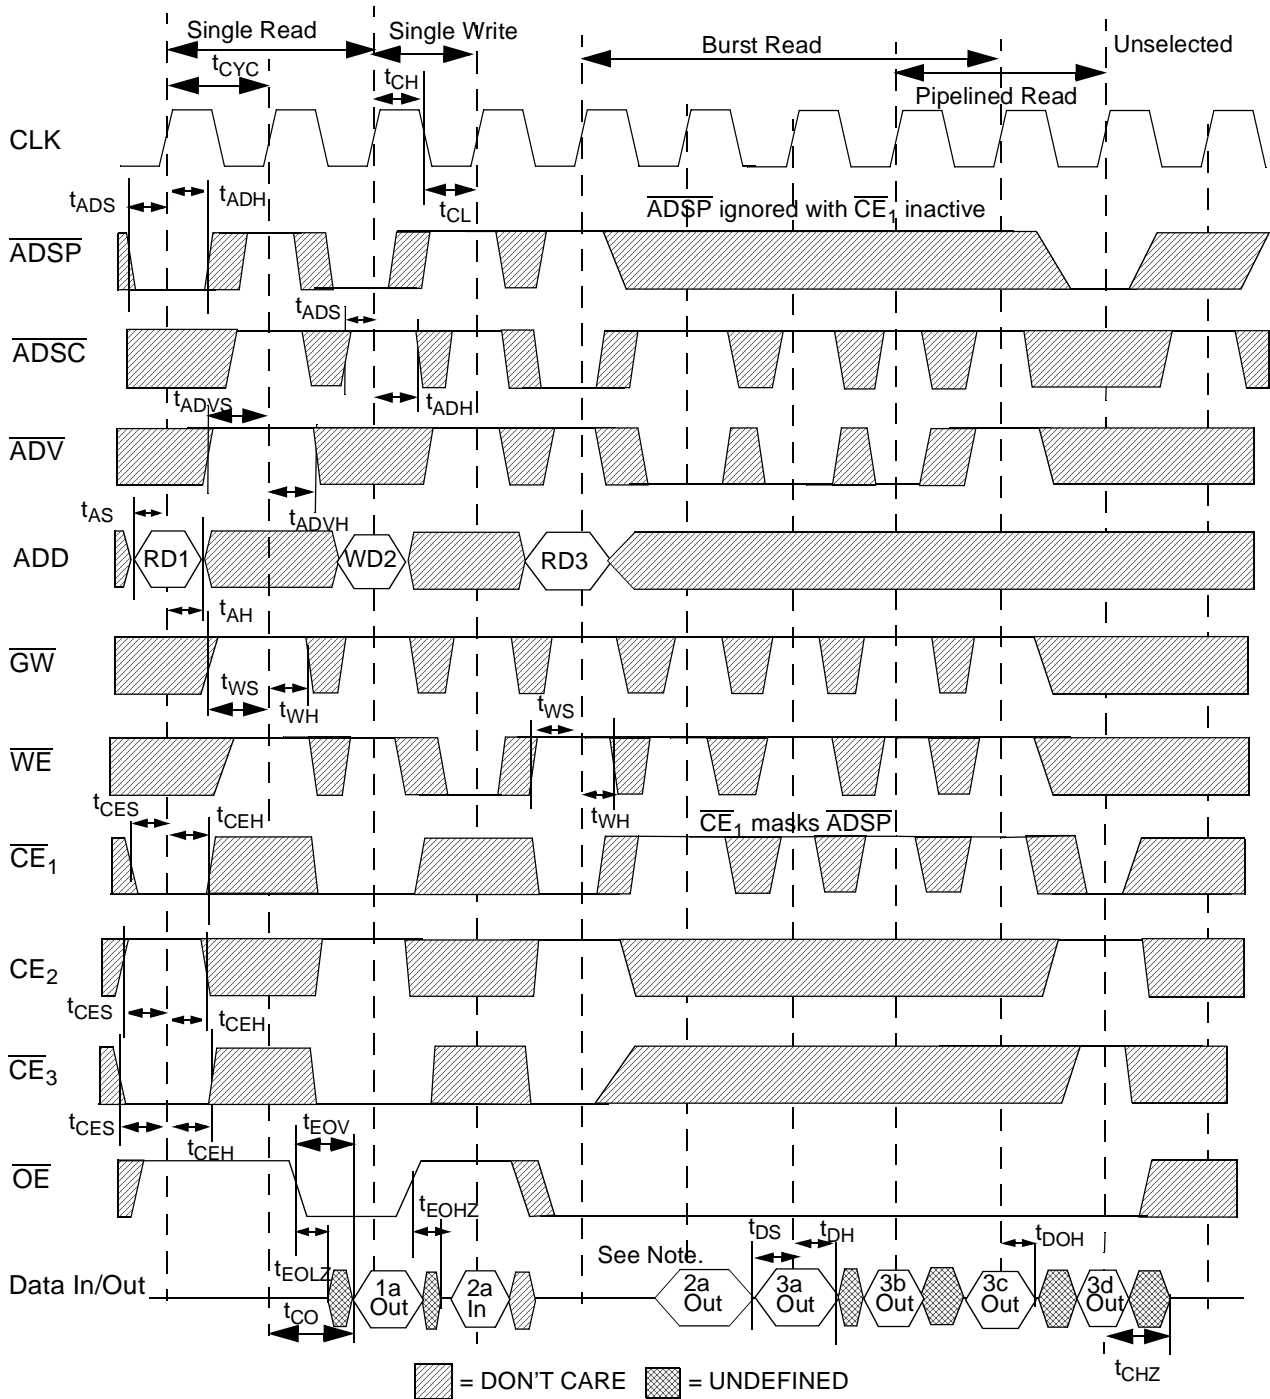 Single Read
Single Write
Burst Read
Unselected
tCYC
tCH
Pipelined Read
CLK
tADS
tADH
tCL
ADSP ignored with CE1 inactive
ADSP
tADS
ADSC
tADVS
tADH
ADV
tAS
tADVH
ADD
RD1
WD2
RD3
tAH
GW
tWS
tWH
tWS
WE
tCES
tCEH
tWH
CE1 masks ADSP
CE1
CE2
tCES
tCEH
CE3
tCES
tCEH
tEOV
OE
tEOHZ
See Note.
tDS
tDH
tDOH
tEOLZ
Data In/Out
1a Out
2a In
2a Out
3a Out
3b Out
3c Out
3d Out
tCO
tCHZ
= DON'T CARE
= UNDEFINED